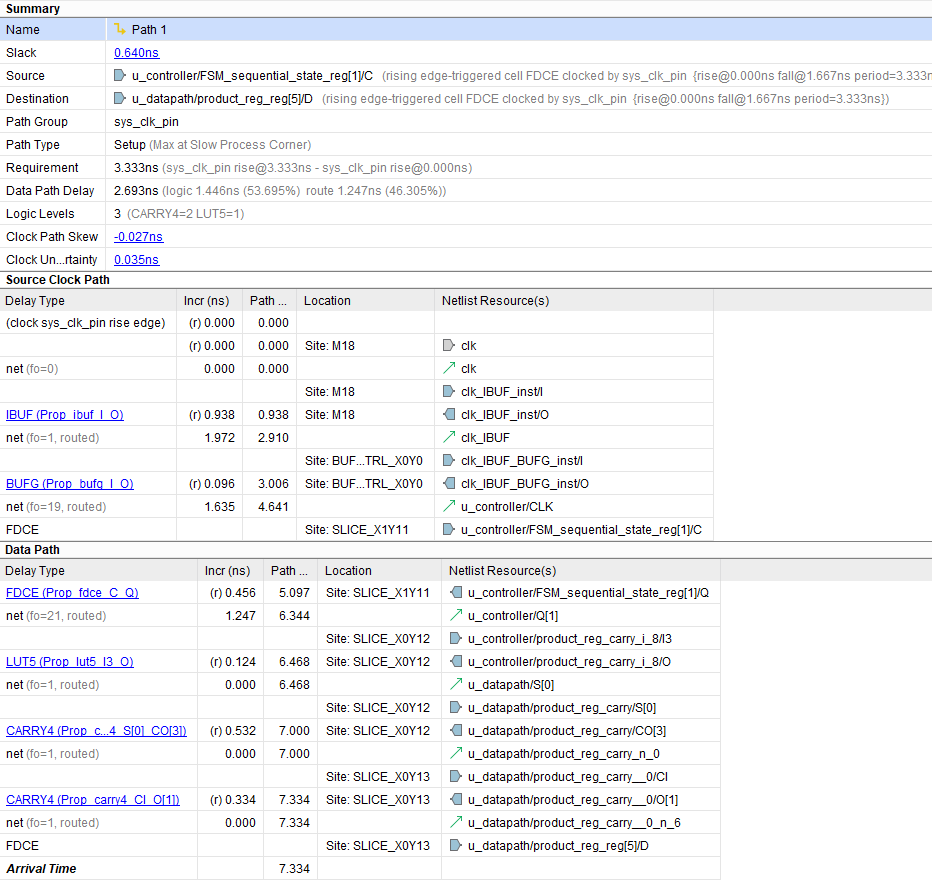 Summary
Name Path 1
Slack 0.640ns
Source u_controller/FSM_sequential_state_reg[1]/C (rising edge-triggered cell FDCE clocked by sys_clk_pin {rise@0.000ns fall@1.667ns period=3.333n
Destination u_datapath/product_reg_reg[5]/D (rising edge-triggered cell FDCE clocked by sys_clk_pin {rise@0.000ns fall@1.667ns period=3.333ns})
Path Group sys_clk_pin
Path Type Setup (Max at Slow Process Corner)
Requirement 3.333ns (sys_clk_pin rise@3.333ns - sys_clk_pin rise@0.000ns)
Data Path Delay 2.693ns (logic 1.446ns (53.695%) route 1.247ns (46.305%))
Logic Levels 3 (CARRY4=2 LUT5=1)
Clock Path Skew -0.027ns
Clock Un...rtainty 0.035ns
Source Clock Path
Delay Type Incr (ns) Path ... Location Netlist Resource(s)
(clock sys_clk_pin rise edge) (r) 0.000 0.000
(r) 0.000 0.000 Site: M18 clk
net (fo=0) 0.000 0.000 clk
Site: M18 clk_IBUF_inst/I
IBUF (Prop_ibuf_I_O) (r) 0.938 0.938 Site: M18 clk_IBUF_inst/O
net (fo=1, routed) 1.972 2.910 clk_IBUF
Site: BUF...TRL_X0Y0 clk_IBUF_BUFG_inst/I
BUFG (Prop_bufg_I_O) (r) 0.096 3.006 Site: BUF...TRL_X0Y0 clk_IBUF_BUFG_inst/O
net (fo=19, routed) 1.635 4.641 u_controller/CLK
FDCE Site: SLICE_X1Y11 u_controller/FSM_sequential_state_reg[1]/C
Data Path
Delay Type Incr (ns) Path ... Location Netlist Resource(s)
FDCE (Prop_fdce_C_Q) (r) 0.456 5.097 Site: SLICE_X1Y11 u_controller/FSM_sequential_state_reg[1]/Q
net (fo=21, routed) 1.247 6.344 u_controller/Q[1]
Site: SLICE_X0Y12 u_controller/product_reg_carry_i_8/I3
LUT5 (Prop_lut5_I3_O) (r) 0.124 6.468 Site: SLICE_X0Y12 u_controller/product_reg_carry_i_8/O
net (fo=1, routed) 0.000 6.468 u_datapath/S[0]
Site: SLICE_X0Y12 u_datapath/product_reg_carry/S[0]
CARRY4 (Prop_c...4_S[0]_CO[3]) (r) 0.532 7.000 Site: SLICE_X0Y12 u_datapath/product_reg_carry/CO[3]
net (fo=1, routed) 0.000 7.000 u_datapath/product_reg_carry_n_0
Site: SLICE_X0Y13 u_datapath/product_reg_carry__0/CI
CARRY4 (Prop_carry4_CI_O[1]) (r) 0.334 7.334 Site: SLICE_X0Y13 u_datapath/product_reg_carry__0/O[1]
net (fo=1, routed) 0.000 7.334 u_datapath/product_reg_carry__0_n_6
FDCE Site: SLICE_X0Y13 u_datapath/product_reg_reg[5]/D
Arrival Time 7.334